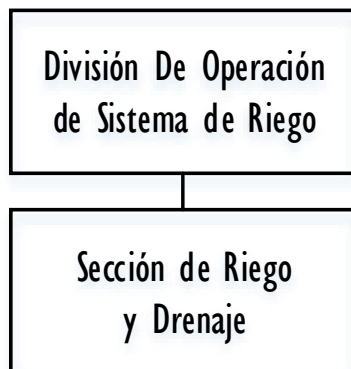 División De Operación
de Sistema de Riego
Sección de Riego
y Drenaje